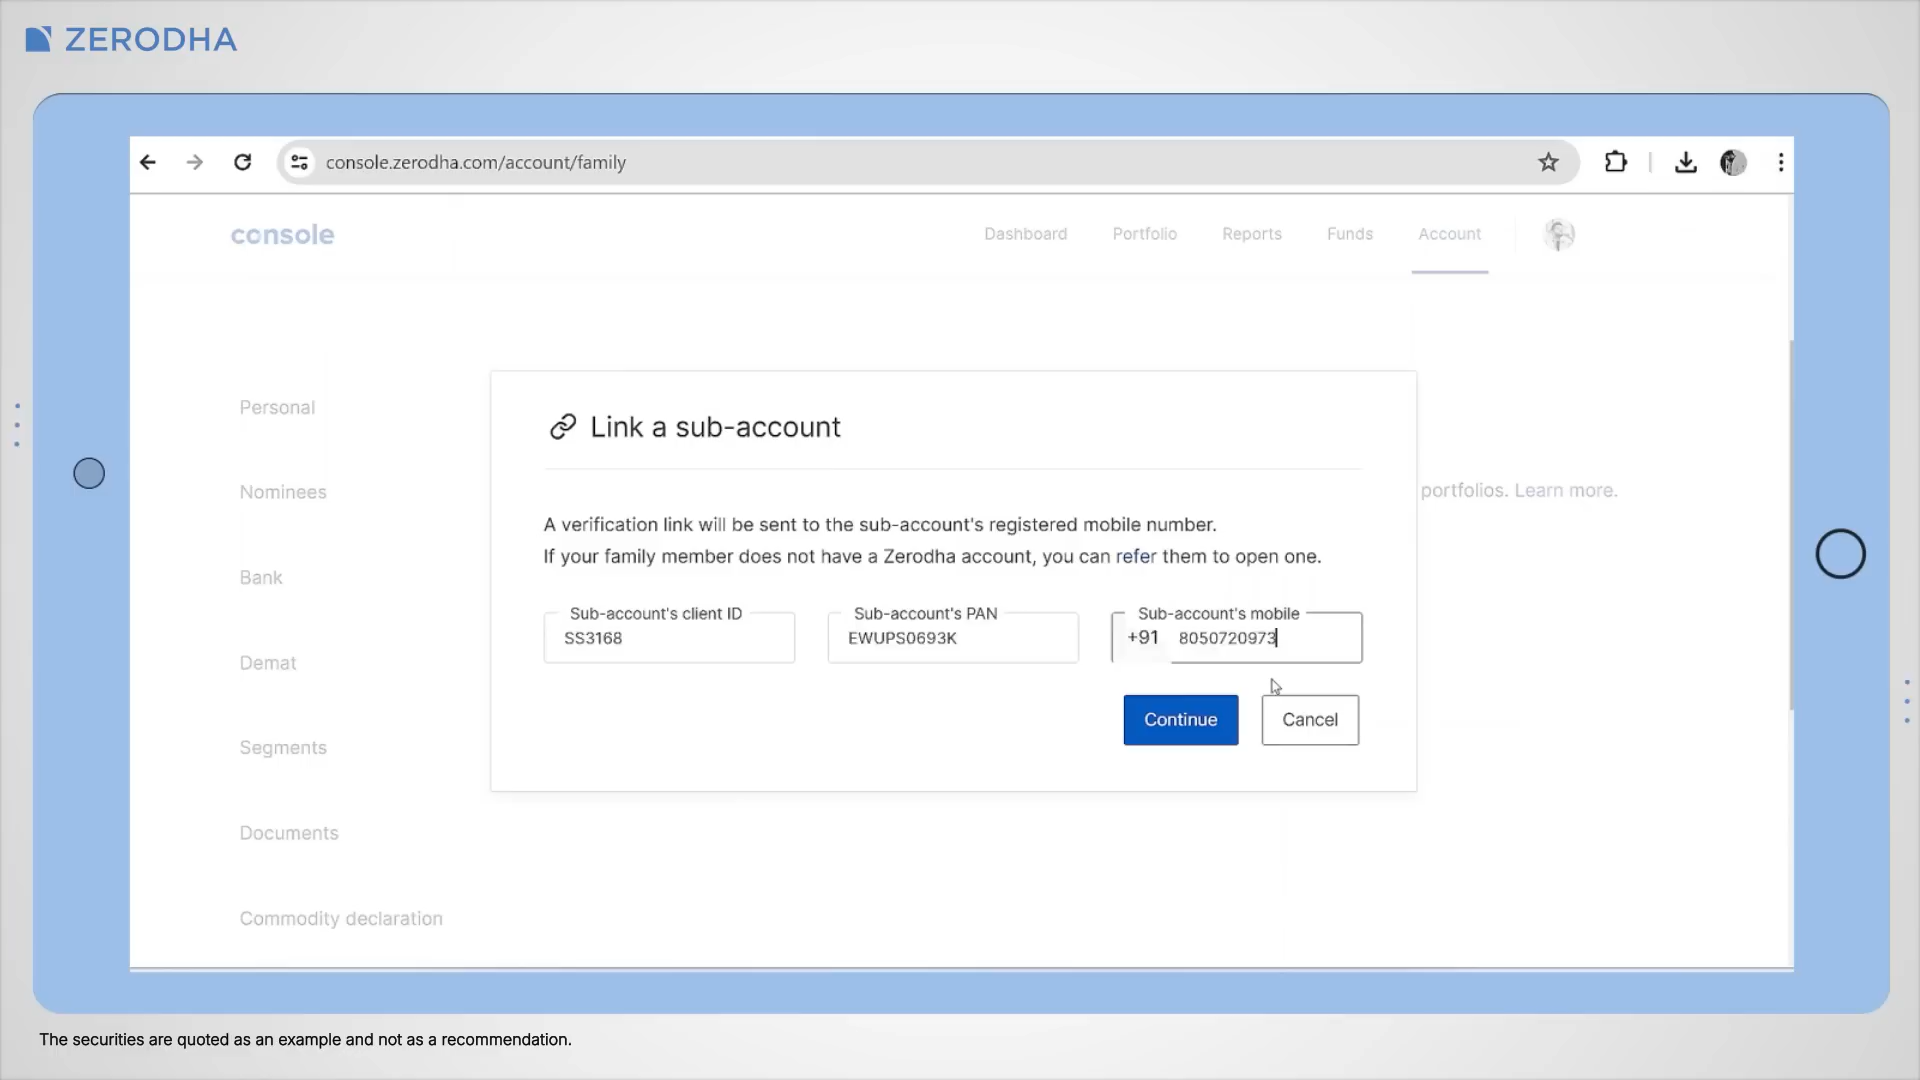 ZERODHA
console.zerodha.com/account/family
console
Dashboard Portfolio Reports Funds Account
Personal
Nominees
Bank
Demat
Segments
Documents
Commodity declaration
portfolios. Learn more.
Link a sub-account
A verification link will be sent to the sub-account's registered mobile number.
If your family member does not have a Zerodha account, you can refer them to open one.
Sub-account's client ID
SS3168
Sub-account's PAN
EWUPS0693K
Sub-account's mobile
+91 8050720973
Continue Cancel
The securities are quoted as an example and not as a recommendation.